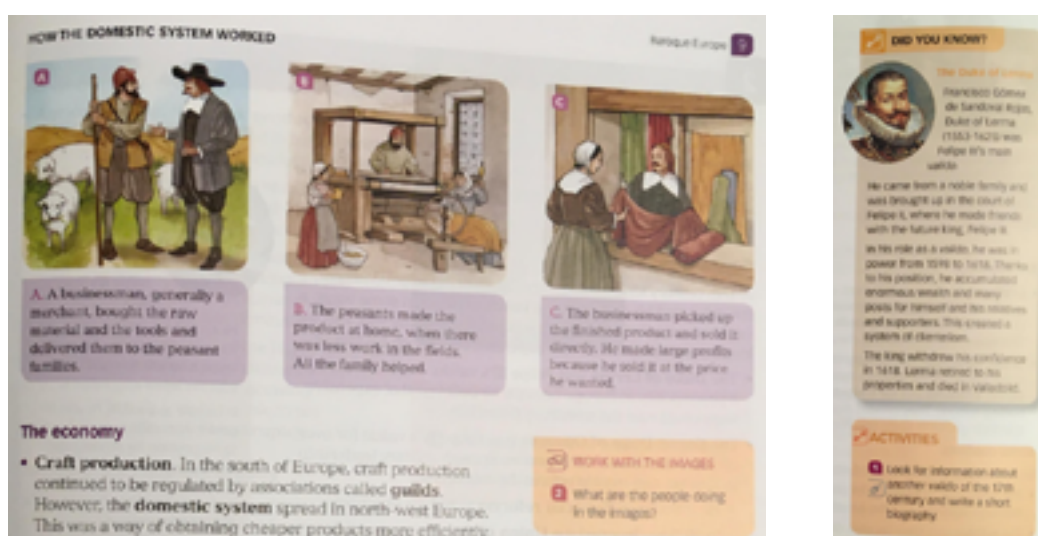 HOW THE DOMESTIC SYSTEM WORKED
Baroque Europe 9
A
B
C
A. A businessman, generally a
merchant, bought the raw
material and the tools and
delivered them to the peasant
families.
B. The peasants made the
product at home, when there
was less work in the fields.
All the family helped.
C. The businessman picked up
the finished product and sold it
directly. He made large profits
because he sold it at the price
he wanted.
The economy
• Craft production. In the south of Europe, craft production
continued to be regulated by associations called guilds.
However, the domestic system spread in north-west Europe.
This was a way of obtaining cheaper products more efficiently
WORK WITH THE IMAGES
2 What are the people doing
in the images?
DID YOU KNOW?
The Duke of Lerma
Francisco Gómez
de Sandoval Rojas,
Duke of Lerma
(1553-1625) was
Felipe III's main
valido.
He came from a noble family and
was brought up in the court of
Felipe II, where he made friends
with the future king, Felipe III.
In his role as a valido, he was in
power from 1598 to 1618. Thanks
to his position, he accumulated
enormous wealth and many
posts for himself and his relatives
and supporters. This created a
system of clientelism.
The king withdrew his confidence
in 1618. Lerma retired to his
properties and died in Valladolid.
ACTIVITIES
1 Look for information about
another valido of the 17th
century and write a short
biography.